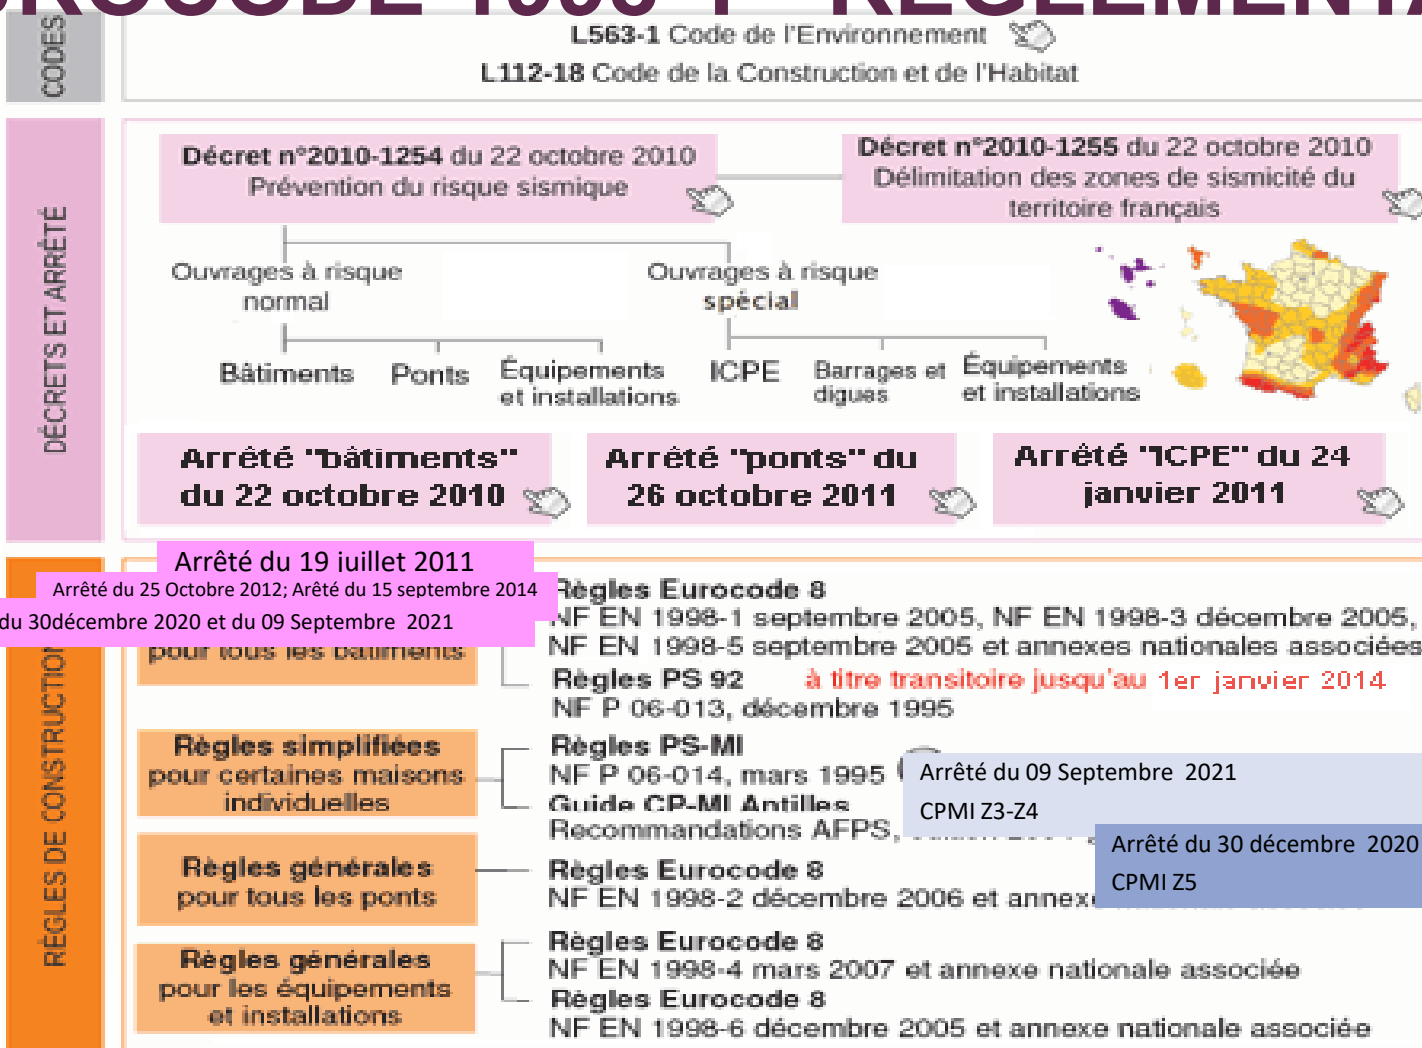 CODES
L563-1 Code de l'Environnement
L112-18 Code de la Construction et de l'Habitat
DÉCRETS ET ARRÊTÉ
Décret n°2010-1254 du 22 octobre 2010
Prévention du risque sismique
Décret n°2010-1255 du 22 octobre 2010
Délimitation des zones de sismicité du
territoire français
Ouvrages à risque
normal
Ouvrages à risque
spécial
Bâtiments
Ponts
Équipements
et installations
ICPE
Barrages et
digues
Équipements
et installations
Arrêté "bâtiments"
du 22 octobre 2010
Arrêté "ponts" du
26 octobre 2011
Arrêté "ICPE" du 24
janvier 2011
RÈGLES DE CONSTRUCTION
Arrêté du 19 juillet 2011
Arrêté du 25 Octobre 2012; Arêté du 15 septembre 2014
du 30décembre 2020 et du 09 Septembre 2021
pour tous les bâtiments
Règles Eurocode 8
NF EN 1998-1 septembre 2005, NF EN 1998-3 décembre 2005,
NF EN 1998-5 septembre 2005 et annexes nationales associées
Règles PS 92 à titre transitoire jusqu'au 1er janvier 2014
NF P 06-013, décembre 1995
Règles simplifiées
pour certaines maisons
individuelles
Règles PS-MI
NF P 06-014, mars 1995
Guide CP-MI Antilles
Recommandations AFPS,
Arrêté du 09 Septembre 2021
CPMI Z3-Z4
Arrêté du 30 décembre 2020
CPMI Z5
Règles générales
pour tous les ponts
Règles Eurocode 8
NF EN 1998-2 décembre 2006 et annexe
Règles générales
pour les équipements
et installations
Règles Eurocode 8
NF EN 1998-4 mars 2007 et annexe nationale associée
Règles Eurocode 8
NF EN 1998-6 décembre 2005 et annexe nationale associée